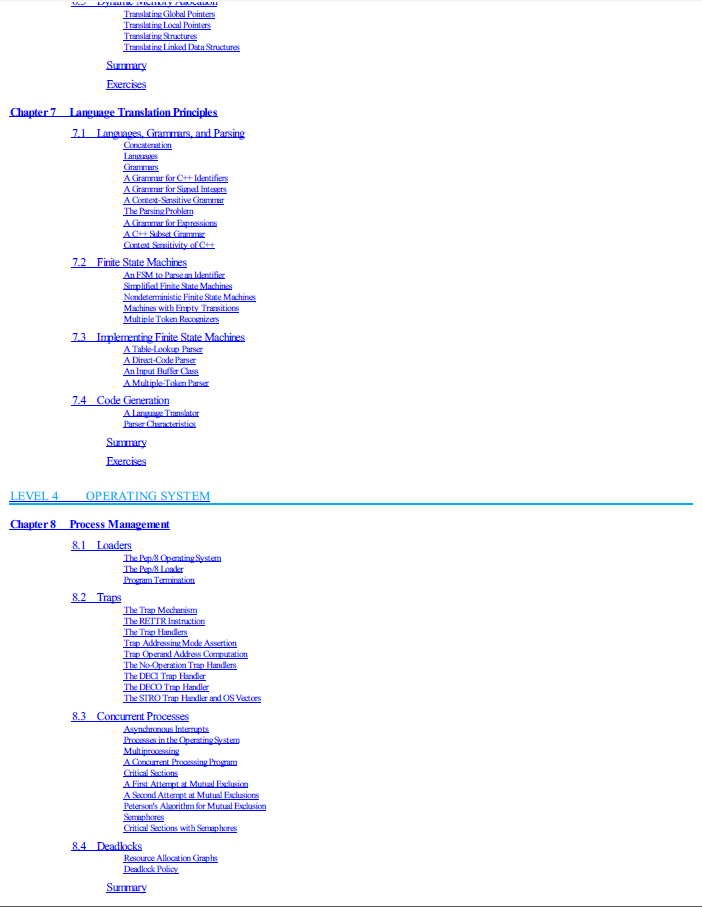 6.5 Dynamic Memory Allocation
Translating Global Pointers
Translating Local Pointers
Translating Structures
Translating Linked Data Structures
Summary
Exercises
Chapter 7 Language Translation Principles
7.1 Languages, Grammars, and Parsing
Concatenation
Languages
Grammars
A Grammar for C++ Identifiers
A Grammar for Signed Integers
A Context-Sensitive Grammar
The Parsing Problem
A Grammar for Expressions
A C++ Subset Grammar
Context Sensitivity of C++
7.2 Finite State Machines
An FSM to Parse an Identifier
Simplified Finite State Machines
Nondeterministic Finite State Machines
Machines with Empty Transitions
Multiple Token Recognizers
7.3 Implementing Finite State Machines
A Table-Lookup Parser
A Direct-Code Parser
An Input Buffer Class
A Multiple-Token Parser
7.4 Code Generation
A Language Translator
Parser Characteristics
Summary
Exercises
LEVEL 4 OPERATING SYSTEM
Chapter 8 Process Management
8.1 Loaders
The Pep/8 Operating System
The Pep/8 Loader
Program Termination
8.2 Traps
The Trap Mechanism
The RETTR Instruction
The Trap Handlers
Trap Addressing Mode Assertion
Trap Operand Address Computation
The No-Operation Trap Handlers
The DECI Trap Handler
The DECO Trap Handler
The STRO Trap Handler and OS Vectors
8.3 Concurrent Processes
Asynchronous Interrupts
Processes in the Operating System
Multiprocessing
A Concurrent Processing Program
Critical Sections
A First Attempt at Mutual Exclusion
A Second Attempt at Mutual Exclusions
Peterson's Algorithm for Mutual Exclusion
Semaphores
Critical Sections with Semaphores
8.4 Deadlocks
Resource Allocation Graphs
Deadlock Policy
Summary